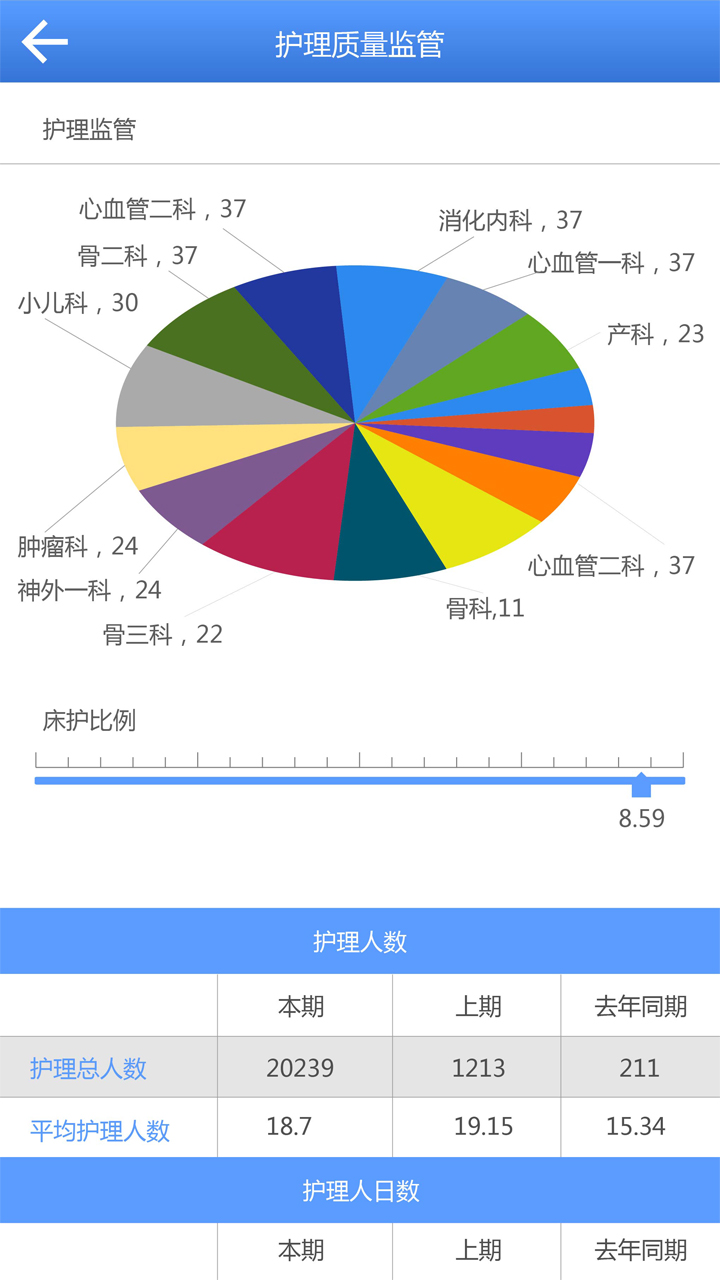 护理质量监管
护理监管
心血管二科，37
消化内科，37
骨二科，37
心血管一科，37
小儿科，30
产科，23
肿瘤科，24
心血管二科，37
神外一科，24
骨科,11
骨三科，22
床护比例
8.59
护理人数
本期 上期 去年同期
护理总人数 20239 1213 211
平均护理人数 18.7 19.15 15.34
护理人日数
本期 上期 去年同期